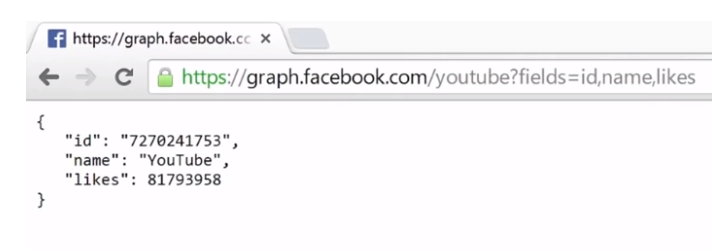 https://graph.facebook.cc
https://graph.facebook.com/youtube?fields=id,name,likes
{
"id": "7270241753",
"name": "YouTube",
"likes": 81793958
}